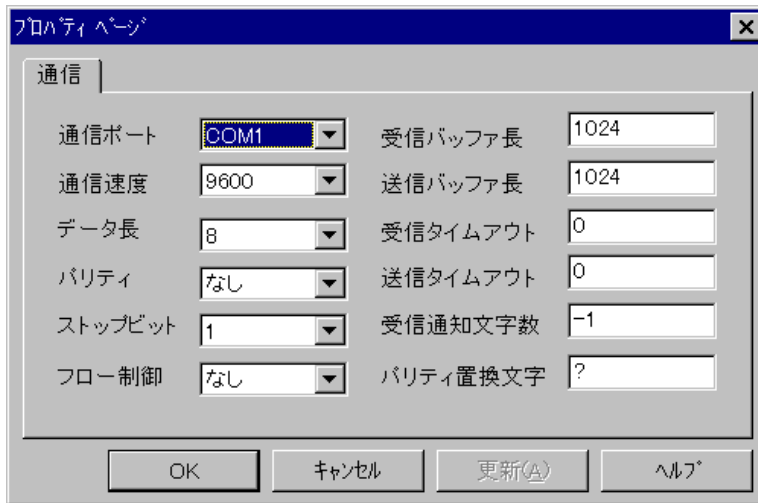 プロパティ ページ
通信
通信ポート COM1 受信バッファ長 1024
通信速度 9600 送信バッファ長 1024
データ長 8 受信タイムアウト 0
パリティ なし 送信タイムアウト 0
ストップビット 1 受信通知文字数 -1
フロー制御 なし パリティ置換文字 ?
OK キャンセル 更新(A) ヘルプ